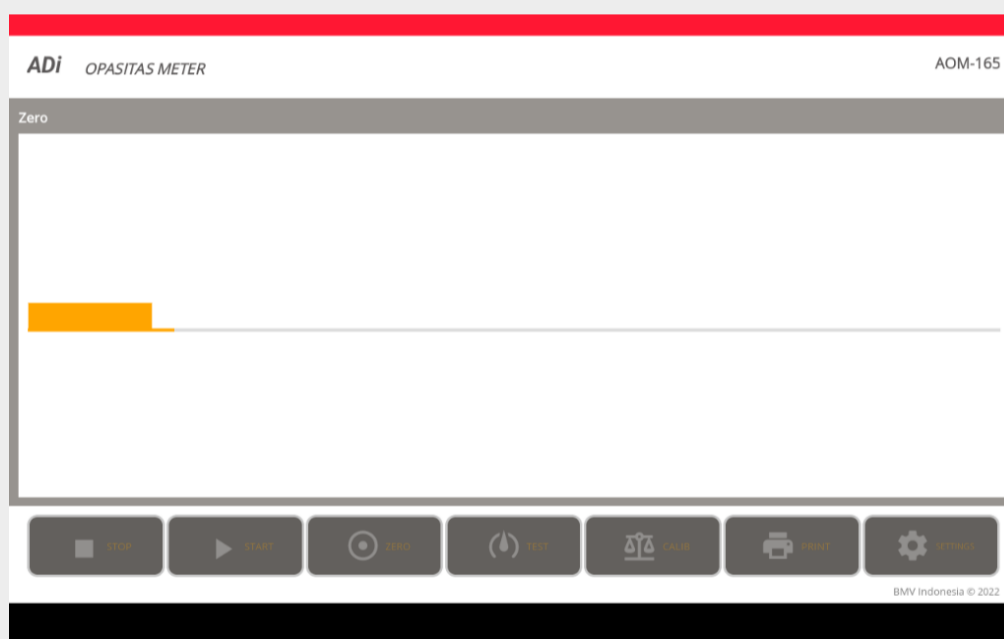 ADi OPASITAS METER AOM-165
Zero
STOP START ZERO TEST CALIB PRINT SETTINGS
BMV Indonesia © 2022